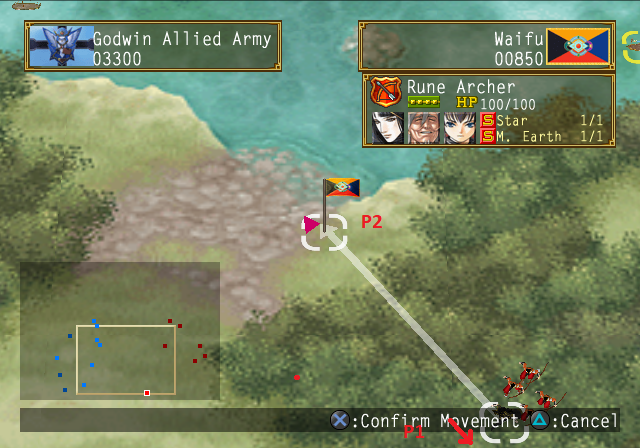 Godwin Allied Army
03300
Waifu
00850
Rune Archer
HP 100/100
S Star 1/1
S M. Earth 1/1
P2
:Confirm Movement :Cancel
P1